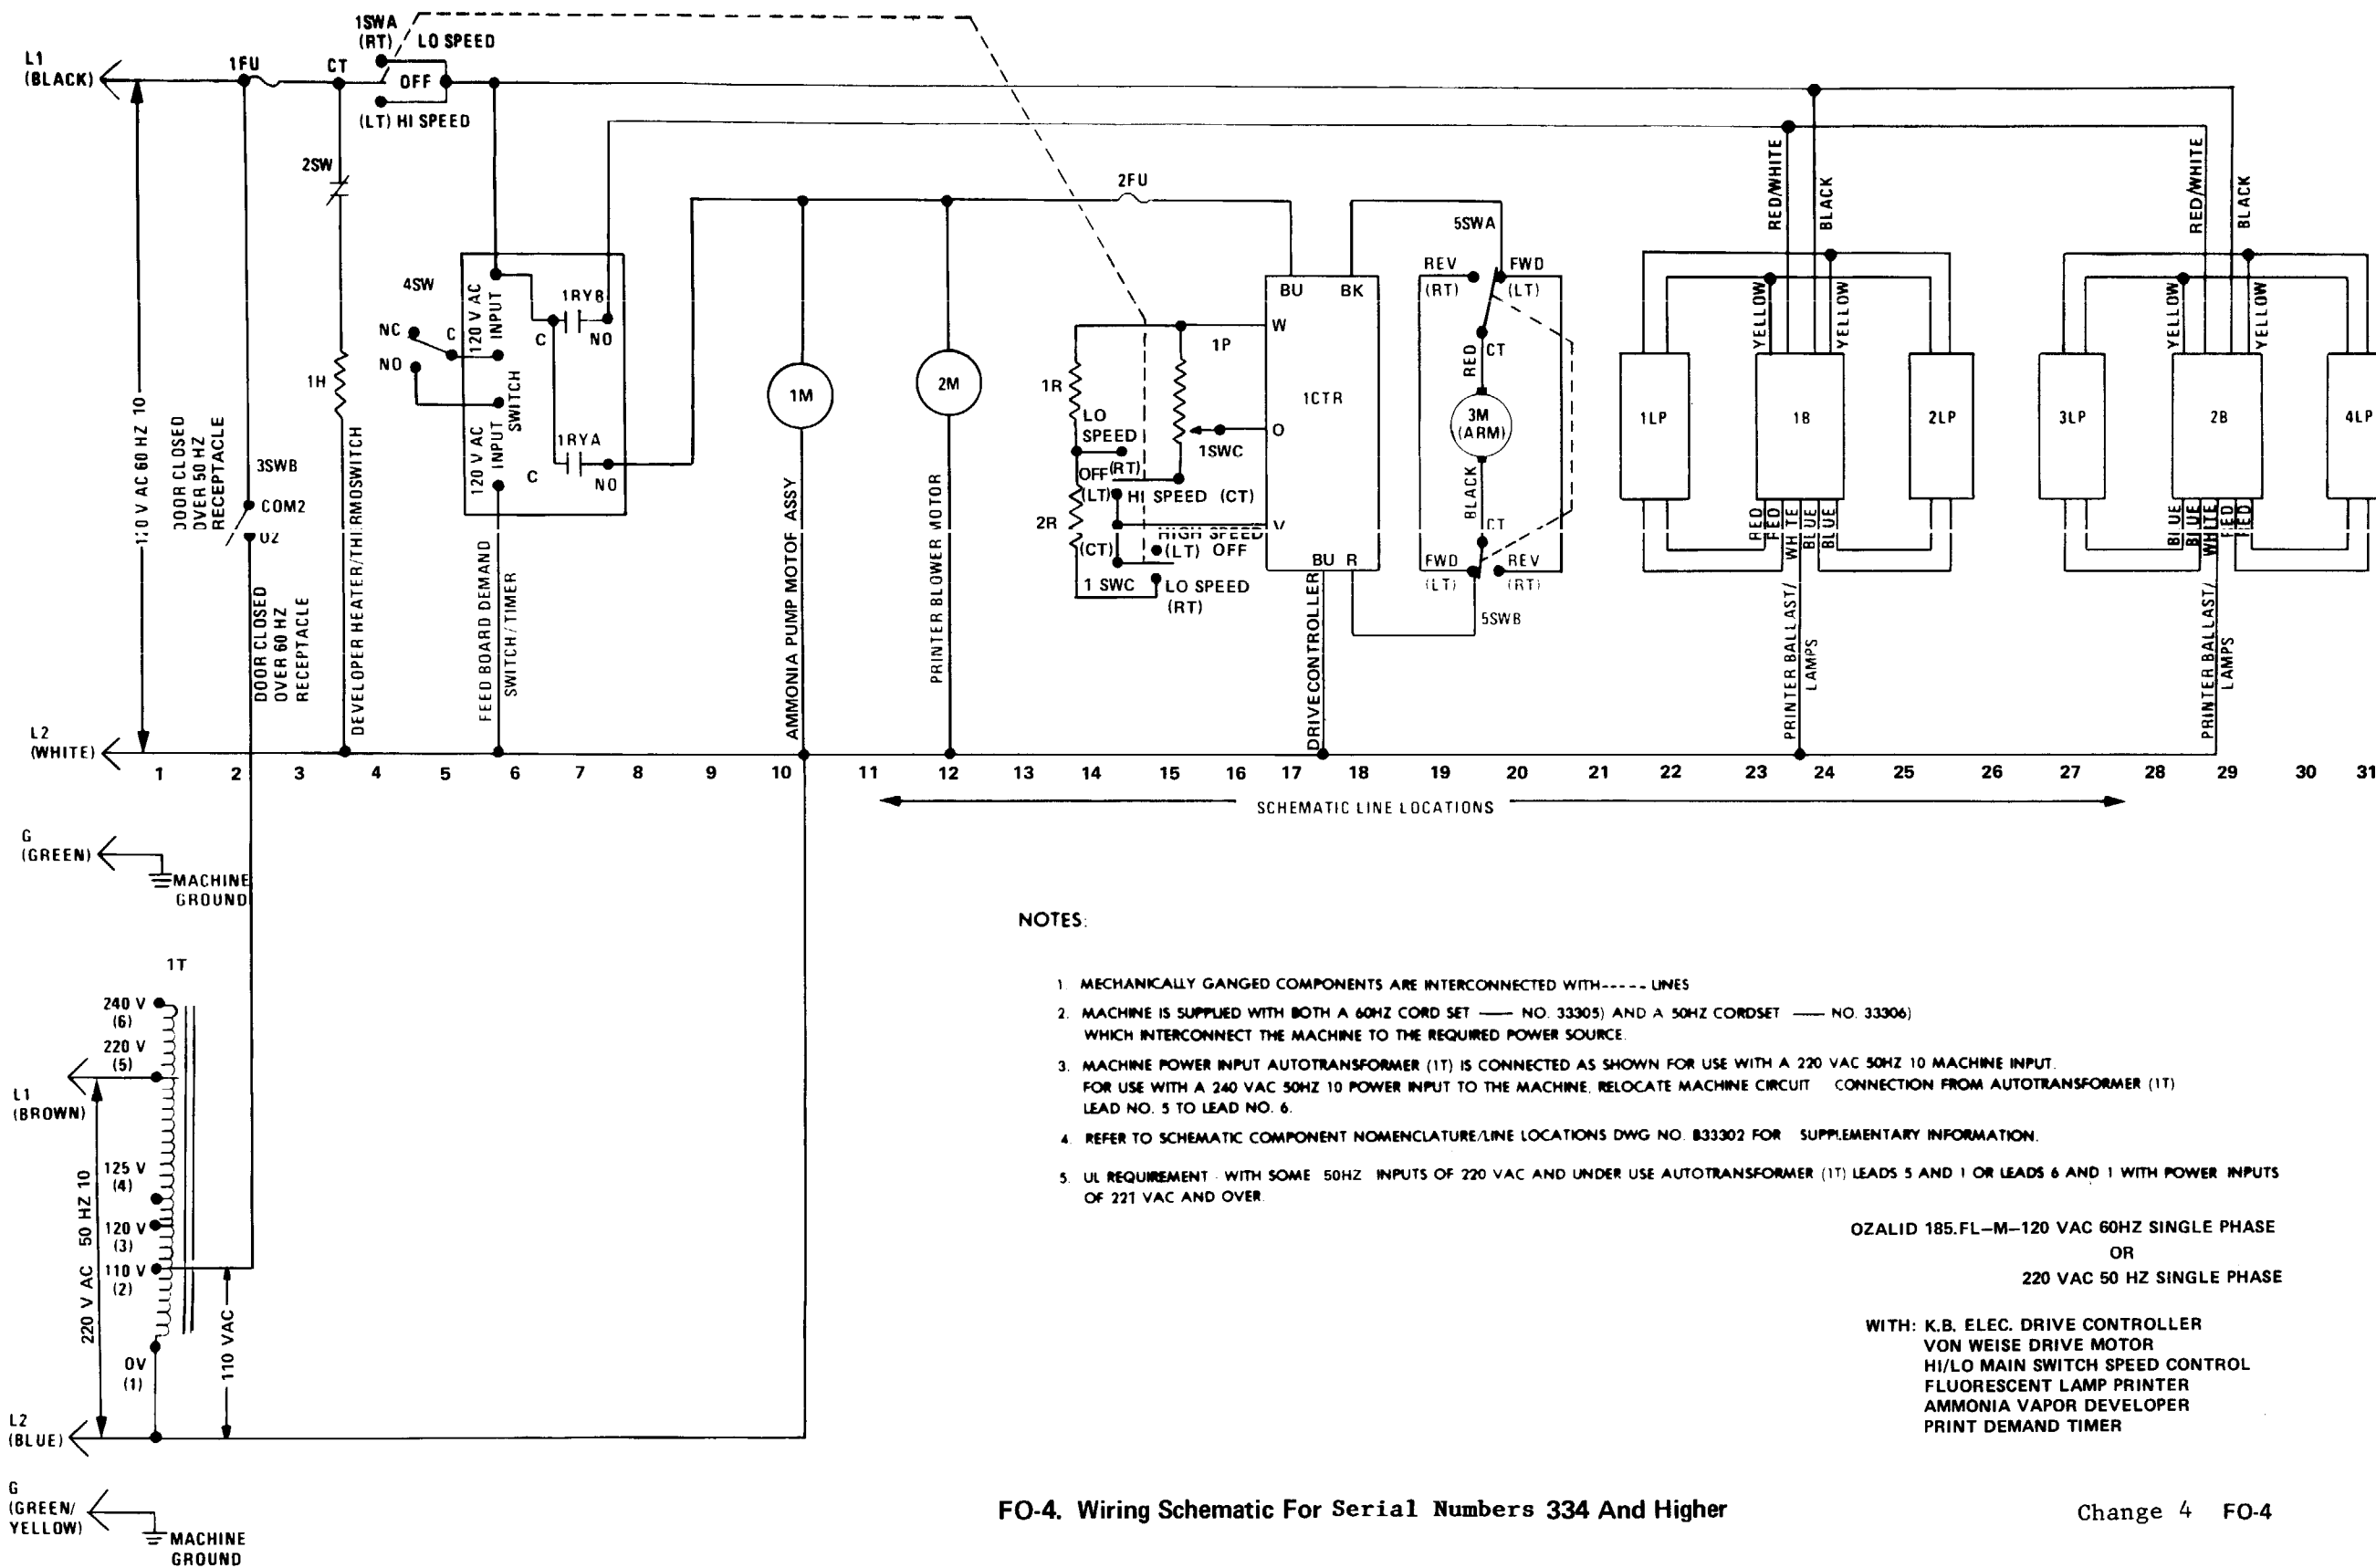 1SWA
(RT) LO SPEED
L1
(BLACK)
1FU
CT
OFF
(LT) HI SPEED
2SW
2FU
5SWA
RED/WHITE
BLACK
RED/WHITE
BLACK
4SW
120 V AC
INPUT
1RYB
C
NC
C
NO
NO
SWITCH
1RYA
120 V AC
INPUT
C
NO
1H
1M
2M
BU BK
W
1P
1R
LO
SPEED
(RT)
OFF
(LT)
1SWC
O
1CTR
HI SPEED (CT)
2R
V
HIGH SPEED
(CT)
(LT) OFF
1 SWC
LO SPEED
(RT)
BU R
REV
(RT)
FWD
(LT)
CT
RED
3M
(ARM)
BLACK
CT
FWD
(LT)
REV
(RT)
5SWB
YELLOW
YELLOW
YELLOW
YELLOW
1LP
1B
2LP
3LP
2B
4LP
RED
RED
WHITE
BLUE
BLUE
BLUE
BLUE
WHITE
RED
RED
120 V AC 60 HZ 10
DOOR CLOSED
OVER 50 HZ
RECEPTACLE
3SWB
COM2
DOOR CLOSED
OVER 60 HZ
RECEPTACLE
DEVELOPER HEATER/THERMOSWITCH
FEED BOARD DEMAND
SWITCH/TIMER
AMMONIA PUMP MOTOR ASSY
PRINTER BLOWER MOTOR
DRIVECONTROLLER
PRINTER BALLAST/
LAMPS
PRINTER BALLAST/
LAMPS
L2
(WHITE)
1 2 3 4 5 6 7 8 9 10 11 12 13 14 15 16 17 18 19 20 21 22 23 24 25 26 27 28 29 30 31
SCHEMATIC LINE LOCATIONS
G
(GREEN)
MACHINE
GROUND
1T
240 V
(6)
220 V
(5)
L1
(BROWN)
125 V
(4)
120 V
(3)
110 V
(2)
220 V AC 50 HZ 10
110 VAC
0V
(1)
L2
(BLUE)
G
(GREEN/
YELLOW)
MACHINE
GROUND
NOTES:
1. MECHANICALLY GANGED COMPONENTS ARE INTERCONNECTED WITH ----- LINES
2. MACHINE IS SUPPLIED WITH BOTH A 60HZ CORD SET —— NO. 33305) AND A 50HZ CORDSET —— NO. 33306)
WHICH INTERCONNECT THE MACHINE TO THE REQUIRED POWER SOURCE.
3. MACHINE POWER INPUT AUTOTRANSFORMER (1T) IS CONNECTED AS SHOWN FOR USE WITH A 220 VAC 50HZ 10 MACHINE INPUT.
FOR USE WITH A 240 VAC 50HZ 10 POWER INPUT TO THE MACHINE, RELOCATE MACHINE CIRCUIT CONNECTION FROM AUTOTRANSFORMER (1T)
LEAD NO. 5 TO LEAD NO. 6.
4. REFER TO SCHEMATIC COMPONENT NOMENCLATURE/LINE LOCATIONS DWG NO. B33302 FOR SUPPLEMENTARY INFORMATION.
5. UL REQUIREMENT - WITH SOME 50HZ INPUTS OF 220 VAC AND UNDER USE AUTOTRANSFORMER (1T) LEADS 5 AND 1 OR LEADS 6 AND 1 WITH POWER INPUTS
OF 221 VAC AND OVER.
OZALID 185.FL-M-120 VAC 60HZ SINGLE PHASE
OR
220 VAC 50 HZ SINGLE PHASE
WITH: K.B. ELEC. DRIVE CONTROLLER
VON WEISE DRIVE MOTOR
HI/LO MAIN SWITCH SPEED CONTROL
FLUORESCENT LAMP PRINTER
AMMONIA VAPOR DEVELOPER
PRINT DEMAND TIMER
FO-4. Wiring Schematic For Serial Numbers 334 And Higher
Change 4 FO-4